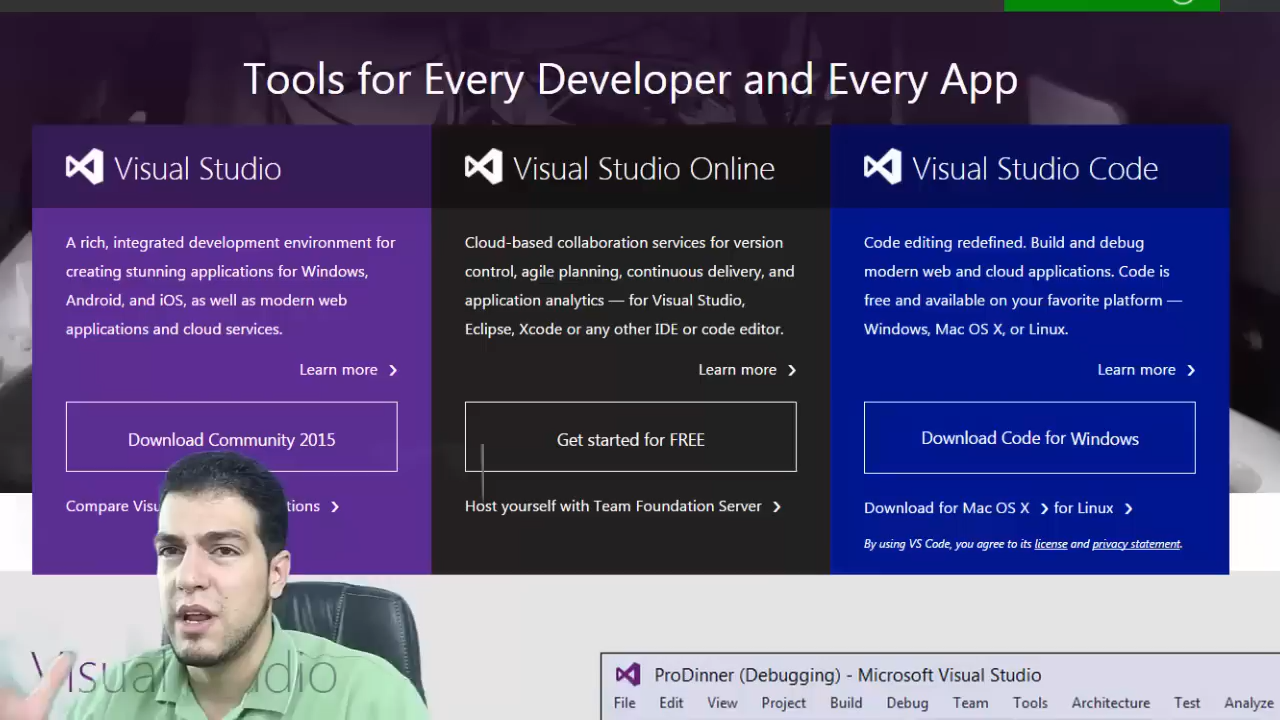 Tools for Every Developer and Every App
Visual Studio
A rich, integrated development environment for
creating stunning applications for Windows,
Android, and iOS, as well as modern web
applications and cloud services.
Learn more
Download Community 2015
Compare
Visual Studio Online
Cloud-based collaboration services for version
control, agile planning, continuous delivery, and
application analytics — for Visual Studio,
Eclipse, Xcode or any other IDE or code editor.
Learn more
Get started for FREE
Host yourself with Team Foundation Server
Visual Studio Code
Code editing redefined. Build and debug
modern web and cloud applications. Code is
free and available on your favorite platform —
Windows, Mac OS X, or Linux.
Learn more
Download Code for Windows
Download for Mac OS X for Linux
By using VS Code, you agree to its license and privacy statement.
Visual Studio
ProDinner (Debugging) - Microsoft Visual Studio
File Edit View Project Build Debug Team Tools Architecture Test Analyze